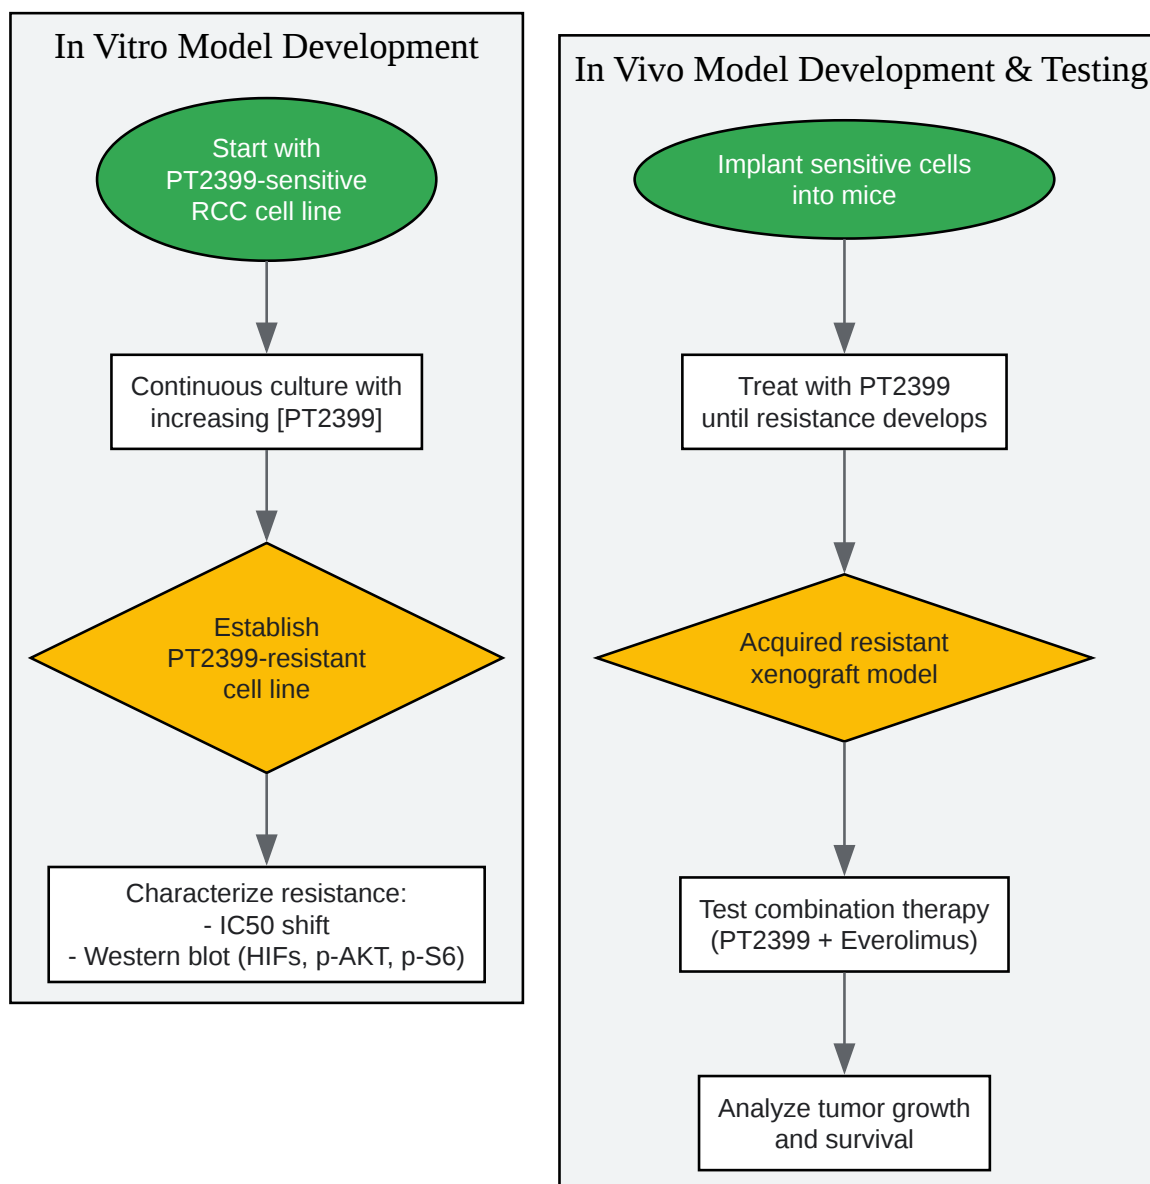 In Vitro Model Development
Start with
PT2399-sensitive
RCC cell line
Continuous culture with
increasing [PT2399]
Establish
PT2399-resistant
cell line
Characterize resistance:
- IC50 shift
- Western blot (HIFs, p-AKT, p-S6)
In Vivo Model Development & Testing
Implant sensitive cells
into mice
Treat with PT2399
until resistance develops
Acquired resistant
xenograft model
Test combination therapy
(PT2399 + Everolimus)
Analyze tumor growth
and survival